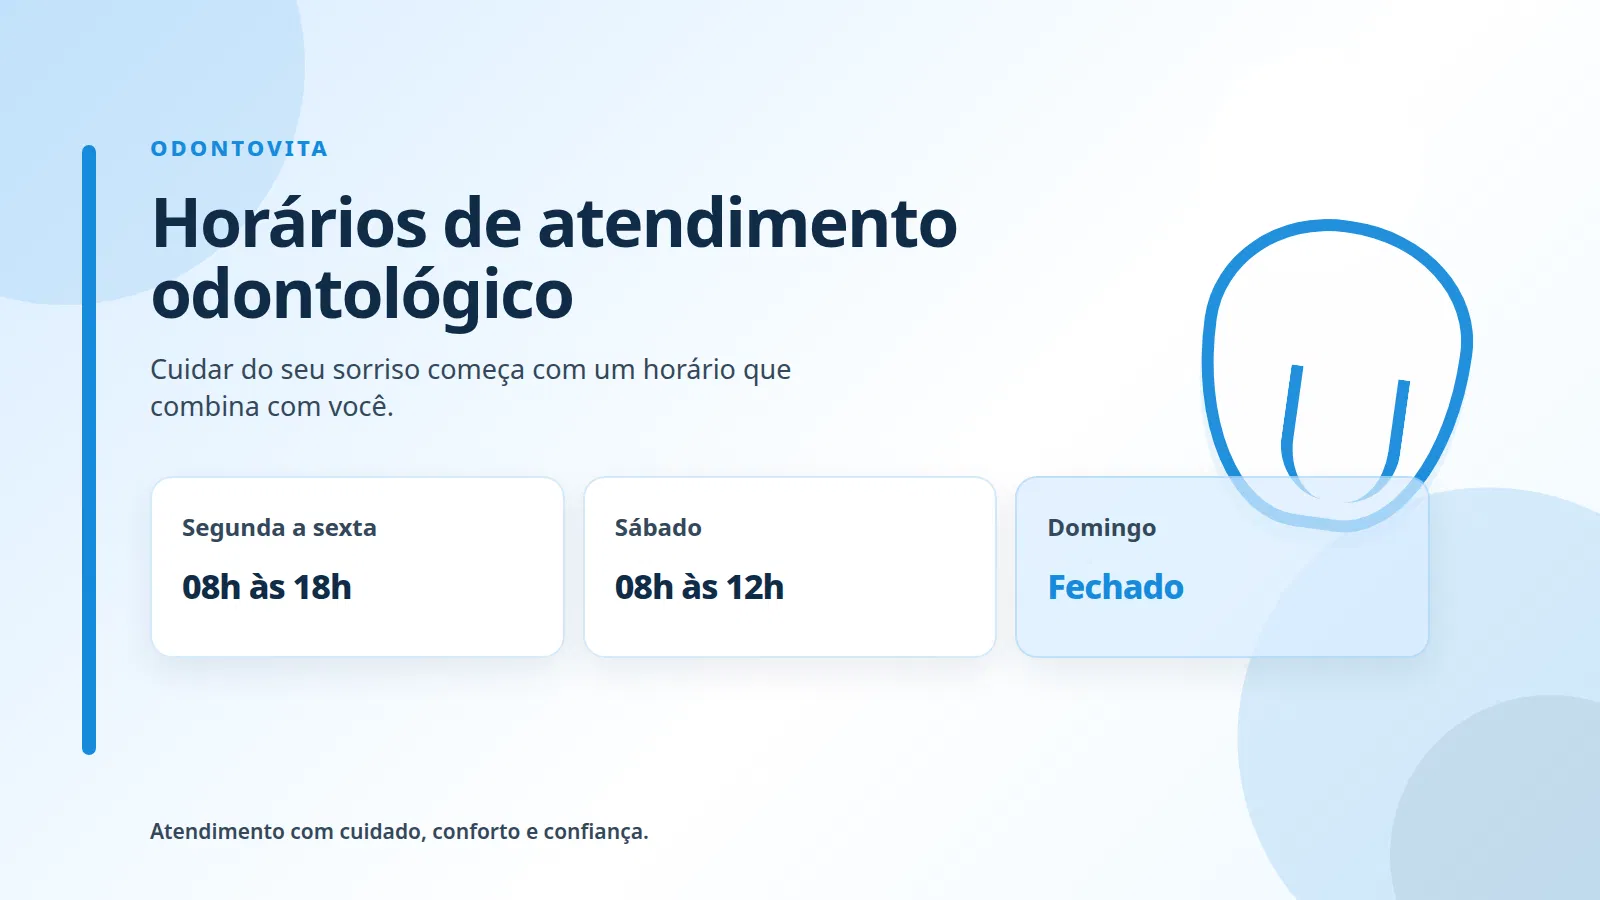 ODONTOVITA
Horários de atendimento
odontológico
Cuidar do seu sorriso começa com um horário que
combina com você.
Segunda a sexta
08h às 18h
Sábado
08h às 12h
Domingo
Fechado
Atendimento com cuidado, conforto e confiança.